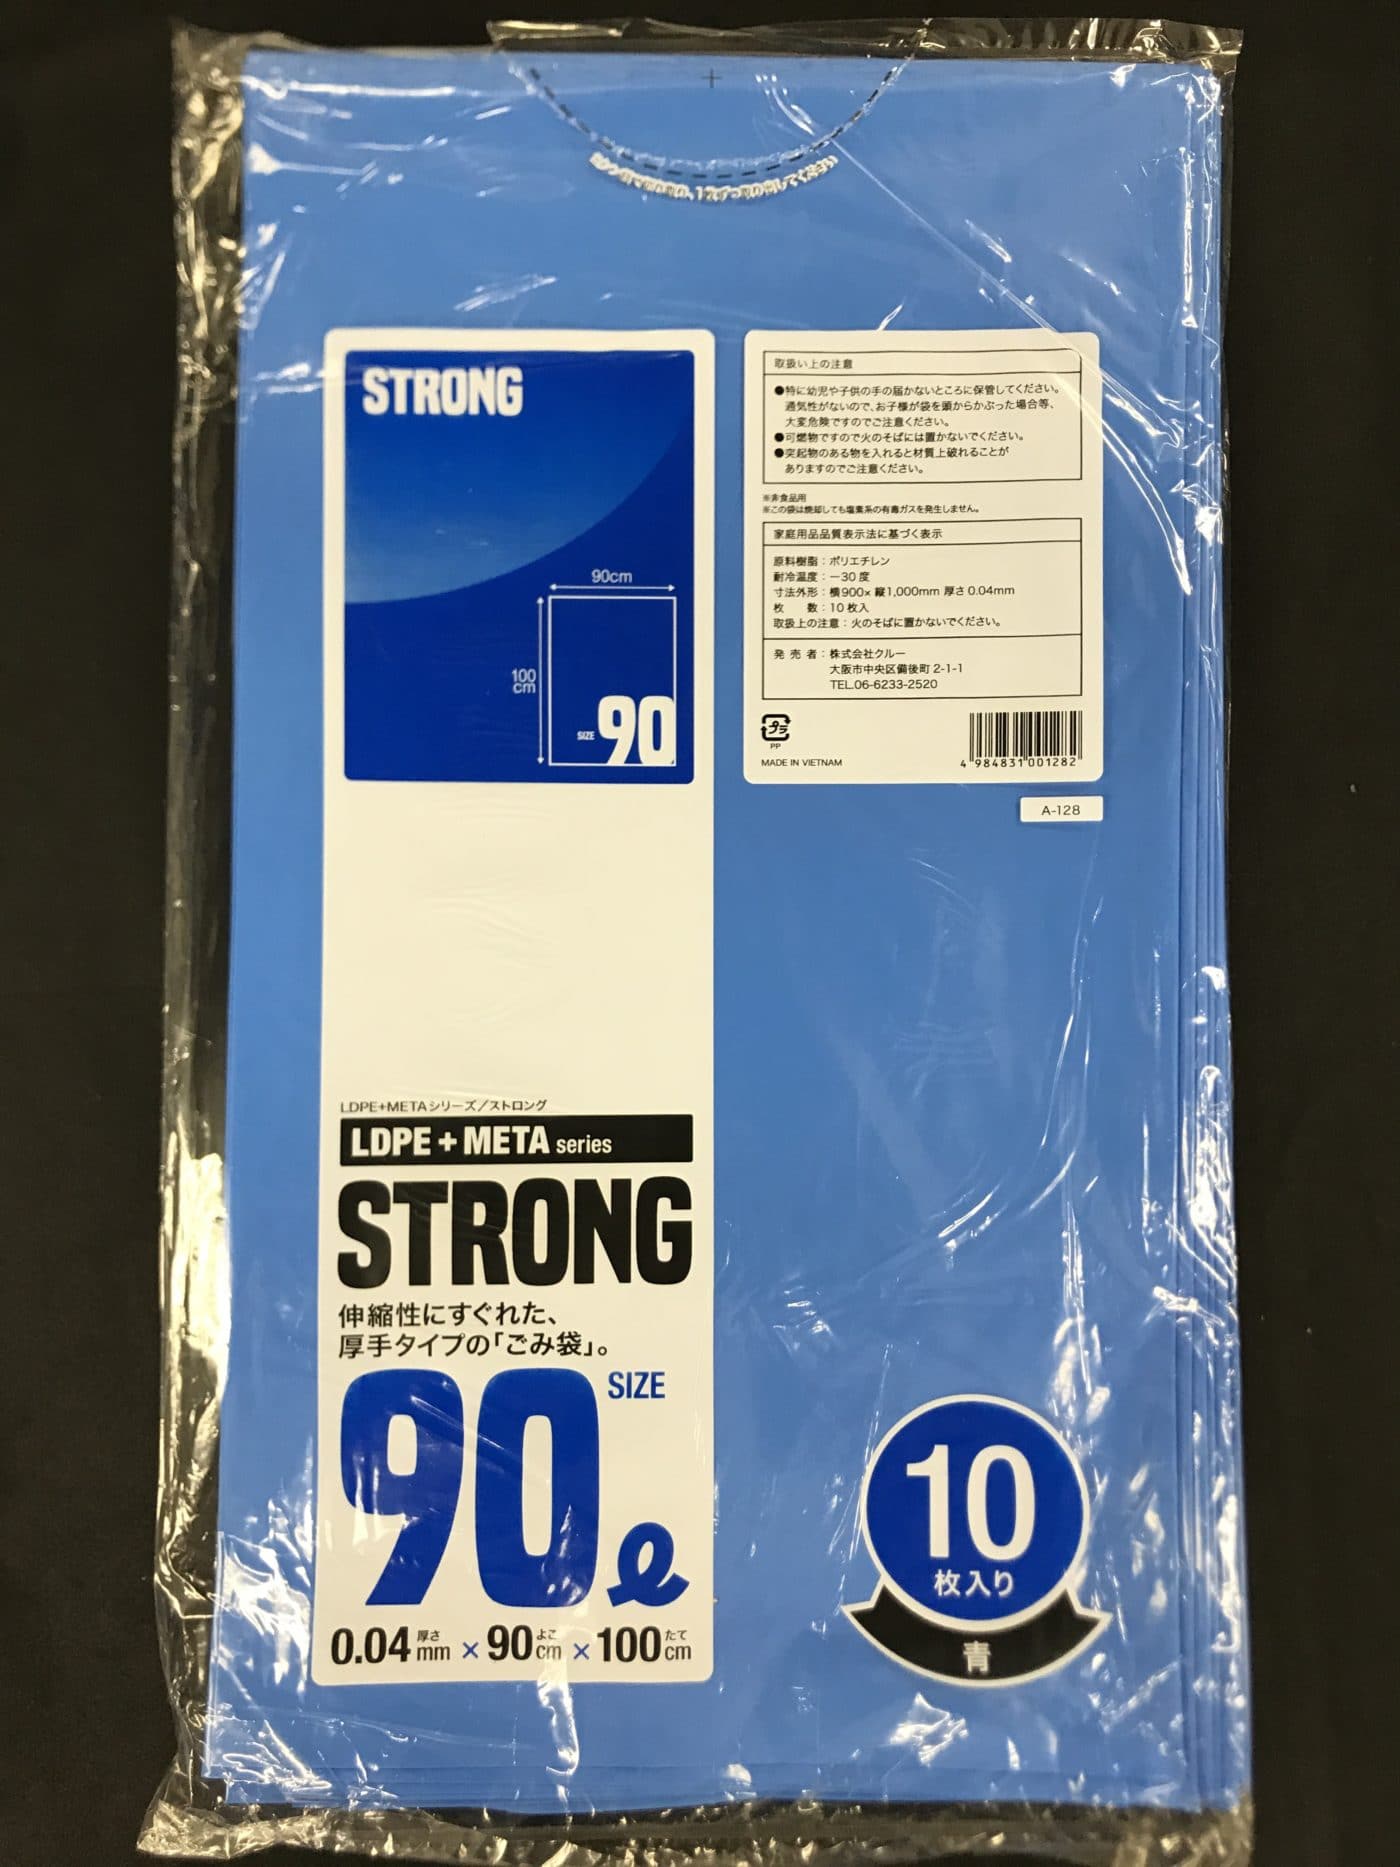 STRONG
90cm
100
cm
SIZE 90
取扱い上の注意
●特に幼児や子供の手の届かないところに保管してください。
通気性がないので、お子様が袋を頭からかぶった場合等、
大変危険ですのでご注意ください。
●可燃物ですので火のそばには置かないでください。
●突起物のある物を入れると材質上破れることが
ありますのでご注意ください。
※非食品用
※この袋は焼却しても塩素系の有毒ガスを発生しません。
家庭用品品質表示法に基づく表示
原料樹脂：ポリエチレン
耐冷温度：－30度
寸法外形：横900×縦1,000mm 厚さ0.04mm
枚　　数：10枚入
取扱上の注意：火のそばに置かないでください。
発 売 者：株式会社クルー
大阪市中央区備後町2-1-1
TEL.06-6233-2520
プラ
PP
MADE IN VIETNAM
4 984831 001282
A-128
LDPE+METAシリーズ／ストロング
LDPE + META series
STRONG
伸縮性にすぐれた、
厚手タイプの「ごみ袋」。
90ℓ SIZE
0.04厚さmm × 90よこcm × 100たてcm
10
枚入り
青